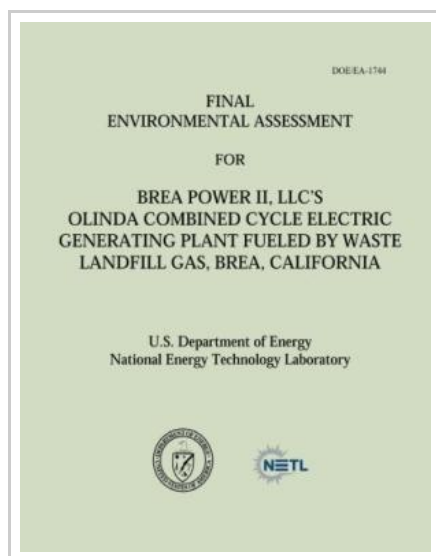 DOE/EA-1744
FINAL
ENVIRONMENTAL ASSESSMENT
FOR
BREA POWER II, LLC'S
OLINDA COMBINED CYCLE ELECTRIC
GENERATING PLANT FUELED BY WASTE
LANDFILL GAS, BREA, CALIFORNIA
U.S. Department of Energy
National Energy Technology Laboratory
NETL